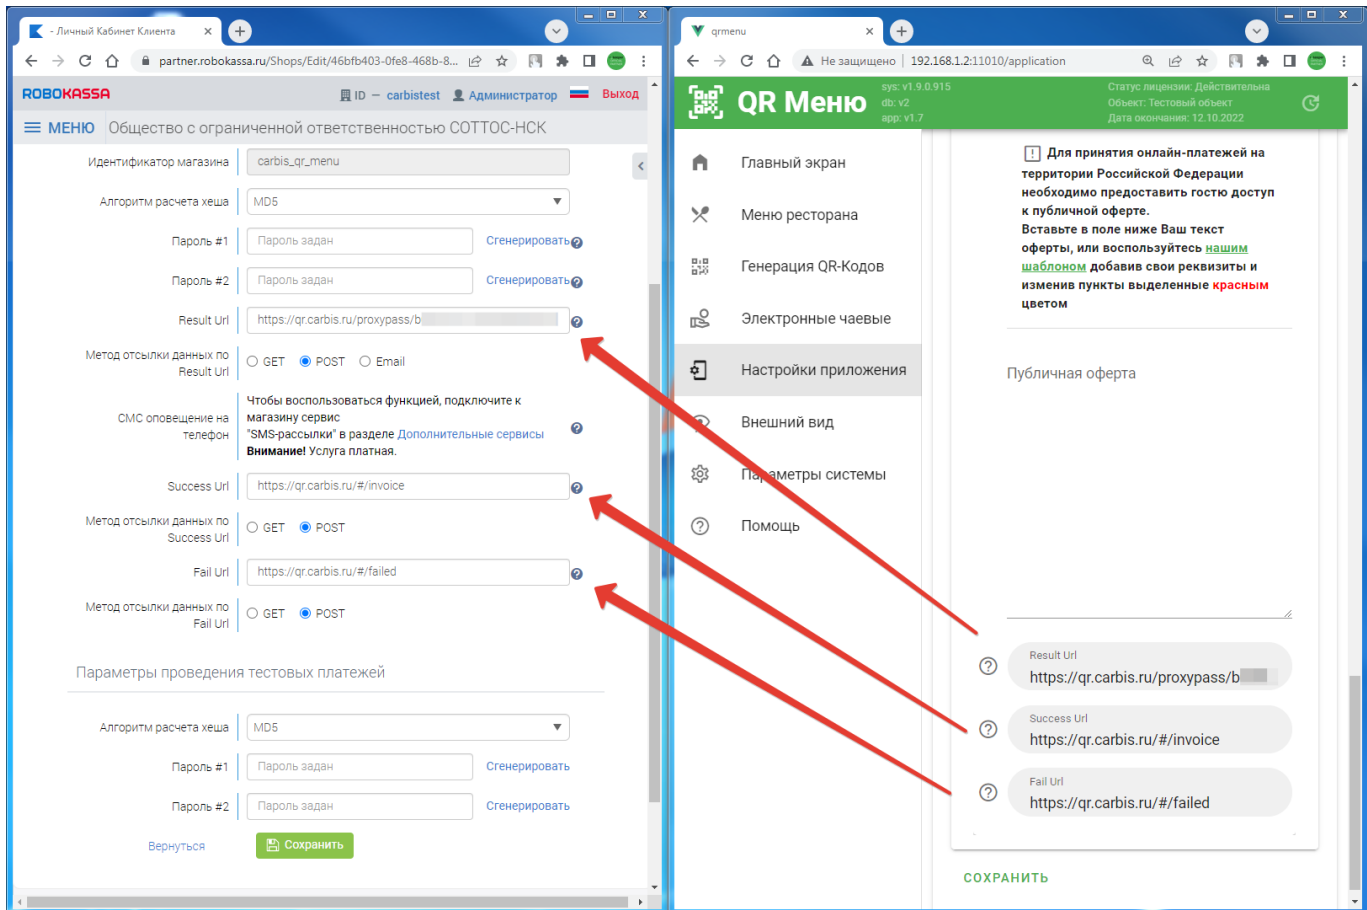 - Личный Кабинет Клиента
partner.robokassa.ru/Shops/Edit/46bfb403-0fe8-468b-8...
ROBOKASSA
ID — carbistest
Администратор
Выход
МЕНЮ
Общество с ограниченной ответственностью СОТТОС-НСК
Идентификатор магазина
carbis_qr_menu
Алгоритм расчета хеша
MD5
Пароль #1
Пароль задан
Сгенерировать
Пароль #2
Пароль задан
Сгенерировать
Result Url
https://qr.carbis.ru/proxypass/b
Метод отсылки данных по
Result Url
GET
POST
Email
СМС оповещение на
телефон
Чтобы воспользоваться функцией, подключите к
магазину сервис
"SMS-рассылки" в разделе Дополнительные сервисы
Внимание! Услуга платная.
Success Url
https://qr.carbis.ru/#/invoice
Метод отсылки данных по
Success Url
GET
POST
Fail Url
https://qr.carbis.ru/#/failed
Метод отсылки данных по
Fail Url
GET
POST
Параметры проведения тестовых платежей
Алгоритм расчета хеша
MD5
Пароль #1
Пароль задан
Сгенерировать
Пароль #2
Пароль задан
Сгенерировать
Вернуться
Сохранить
qrmenu
Не защищено
192.168.1.2:11010/application
QR Меню
sys: v1.9.0.915
db: v2
app: v1.7
Статус лицензии: Действительна
Объект: Тестовый объект
Дата окончания: 12.10.2022
Главный экран
Меню ресторана
Генерация QR-Кодов
Электронные чаевые
Настройки приложения
Внешний вид
Параметры системы
Помощь
Для принятия онлайн-платежей на
территории Российской Федерации
необходимо предоставить гостю доступ
к публичной оферте.
Вставьте в поле ниже Ваш текст
оферты, или воспользуйтесь нашим
шаблоном добавив свои реквизиты и
изменив пункты выделенные красным
цветом
Публичная оферта
Result Url
https://qr.carbis.ru/proxypass/b
Success Url
https://qr.carbis.ru/#/invoice
Fail Url
https://qr.carbis.ru/#/failed
СОХРАНИТЬ